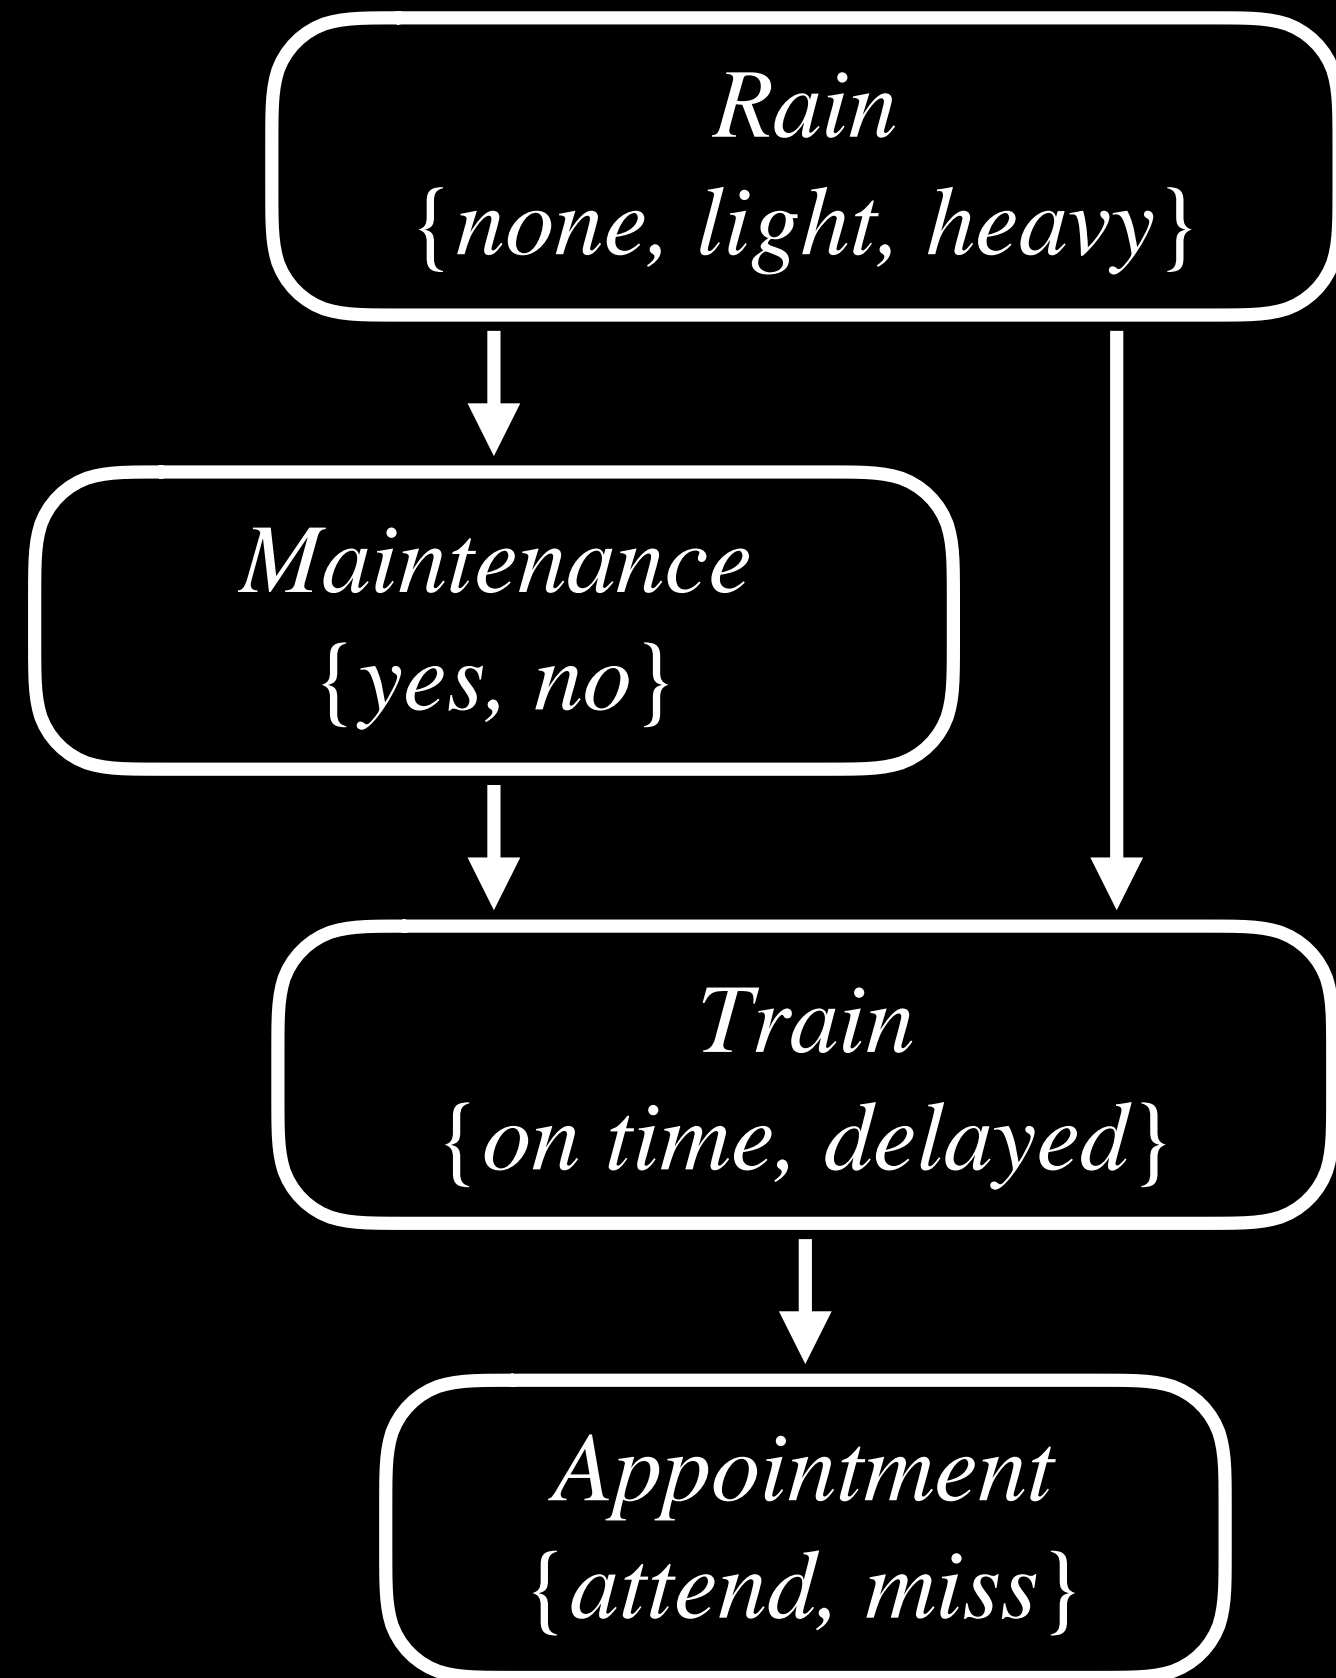 Rain
{none, light, heavy}
Maintenance
{yes, no}
Train
{on time, delayed}
Appointment
{attend, miss}